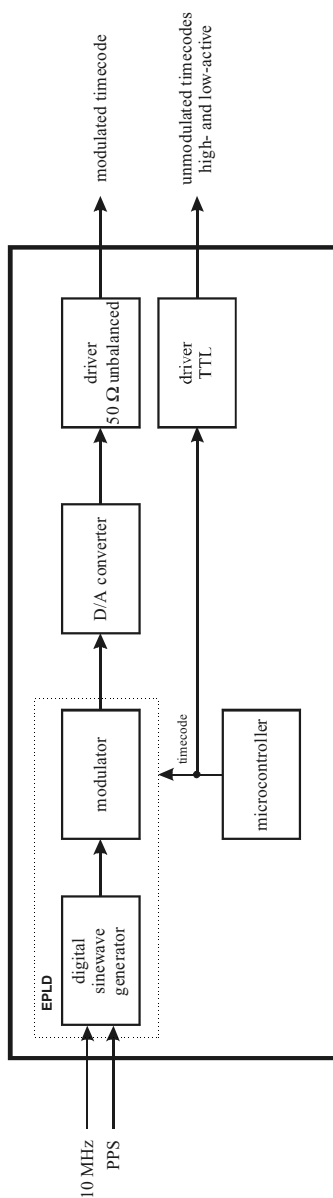 10 MHz
PPS
EPLD
digital
sinewave
generator
modulator
D/A converter
driver
50 Ω unbalanced
modulated timecode
timecode
microcontroller
driver
TTL
unmodulated timecodes
high- and low-active